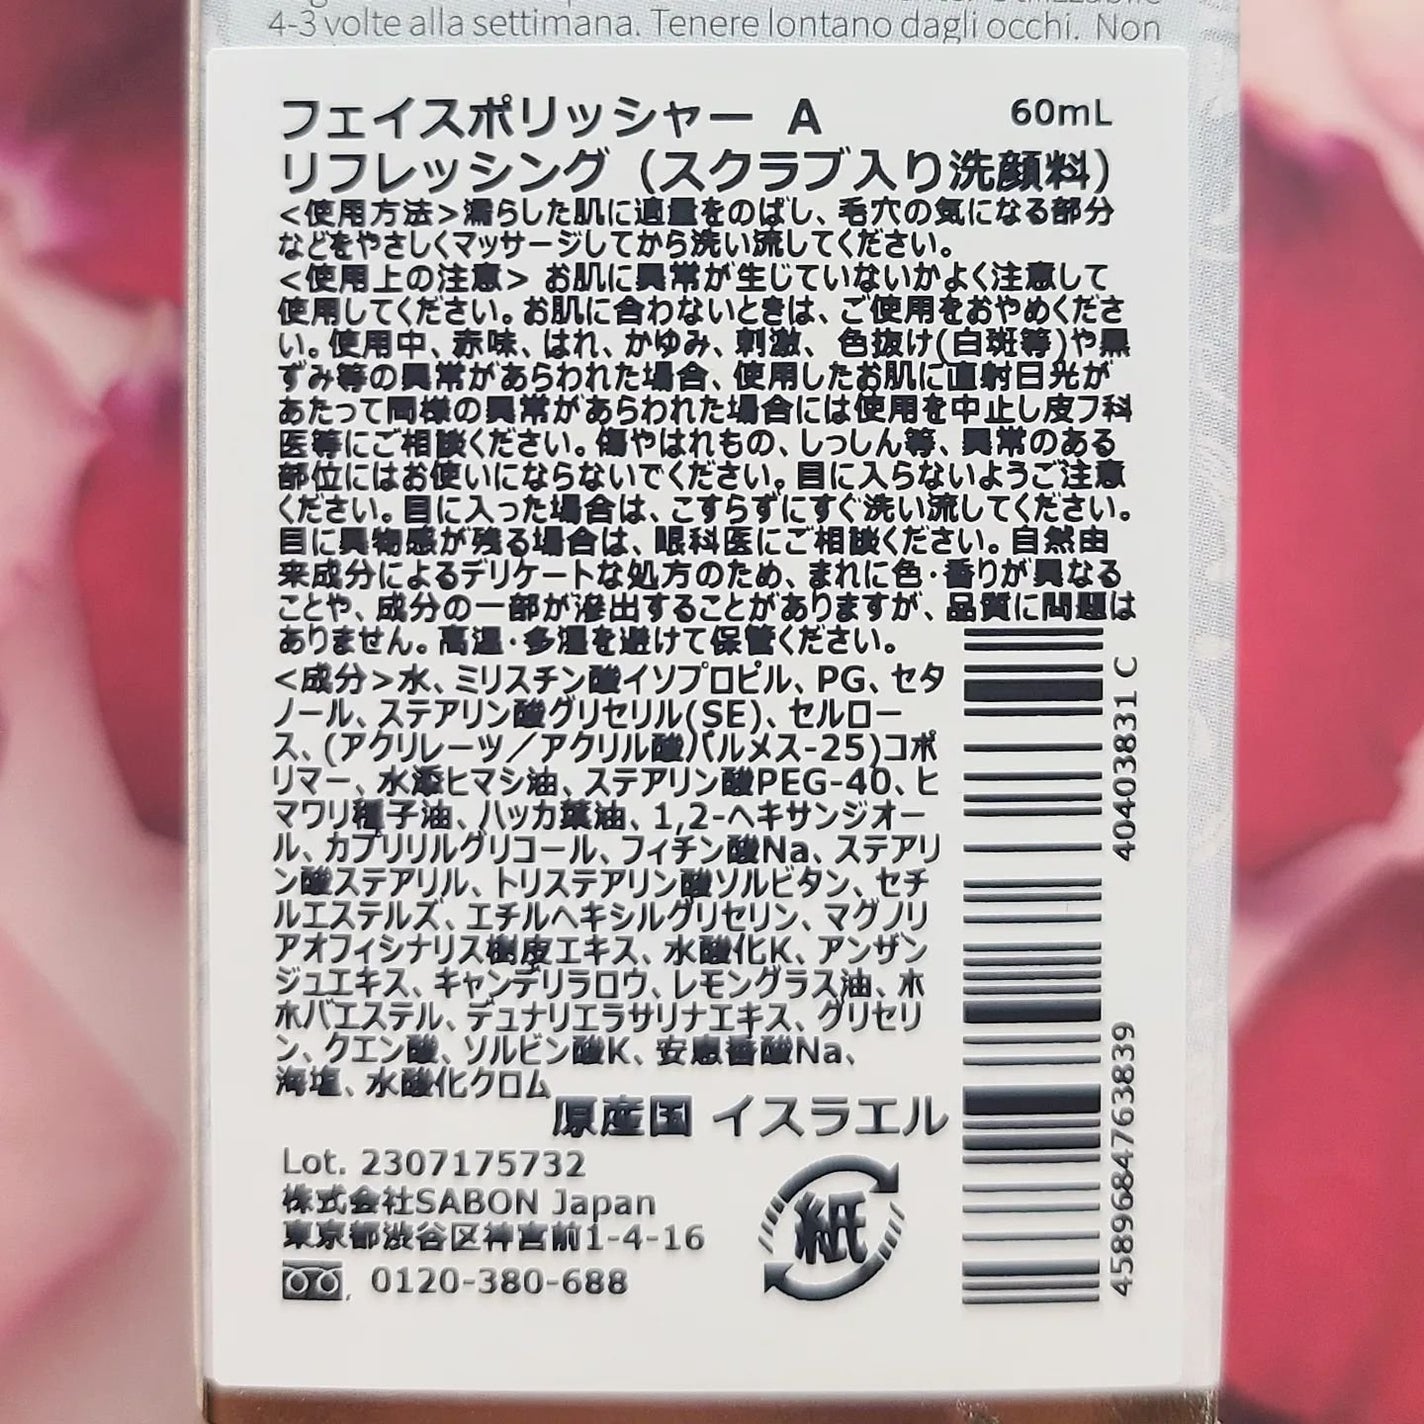 4-3 volte alla settimana. Tenere lontano dagli occhi. Non
フェイスポリッシャー A 60mL
リフレッシング（スクラブ入り洗顔料）
＜使用方法＞濡らした肌に適量をのばし、毛穴の気になる部分
などをやさしくマッサージしてから洗い流してください。
＜使用上の注意＞ お肌に異常が生じていないかよく注意して
使用してください。お肌に合わないときは、ご使用をおやめくださ
い。使用中、赤味、はれ、かゆみ、刺激、色抜け(白斑等)や黒
ずみ等の異常があらわれた場合、使用したお肌に直射日光が
あたって同様の異常があらわれた場合には使用を中止し皮フ科
医等にご相談ください。傷やはれもの、しっしん等、異常のある
部位にはお使いにならないでください。目に入らないようご注意
ください。目に入った場合は、こすらずにすぐ洗い流してください。
目に異物感が残る場合は、眼科医にご相談ください。自然由
来成分によるデリケートな処方のため、まれに色・香りが異なる
ことや、成分の一部が滲出することがありますが、品質に問題は
ありません。高温・多湿を避けて保管ください。
＜成分＞水、ミリスチン酸イソプロピル、PG、セタ
ノール、ステアリン酸グリセリル(SE)、セルロー
ス、(アクリレーツ／アクリル酸パルメス-25)コポ
リマー、水添ヒマシ油、ステアリン酸PEG-40、ヒ
マワリ種子油、ハッカ葉油、1,2-ヘキサンジオー
ル、カプリリルグリコール、フィチン酸Na、ステアリ
ン酸ステアリル、トリステアリン酸ソルビタン、セチ
ルエステルズ、エチルヘキシルグリセリン、マグノリ
アオフィシナリス樹皮エキス、水酸化K、アンザン
ジュエキス、キャンデリラロウ、レモングラス油、ホ
ホバエステル、デュナリエラサリナエキス、グリセリ
ン、クエン酸、ソルビン酸K、安息香酸Na、
海塩、水酸化クロム
原産国 イスラエル
Lot. 2307175732
株式会社SABON Japan
東京都渋谷区神宮前1-4-16
0120-380-688
紙
4040383１ C
4589684763839